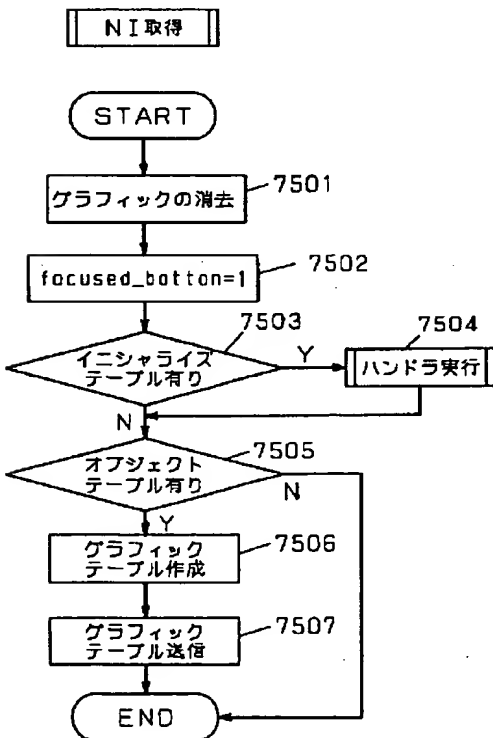 NI取得
START
グラフィックの消去
7501
focused_botton=1
7502
7503
イニシャライズ
テーブル有り
Y
7504
ハンドラ実行
N
7505
オブジェクト
テーブル有り
N
Y
グラフィック
テーブル作成
7506
グラフィック
テーブル送信
7507
END